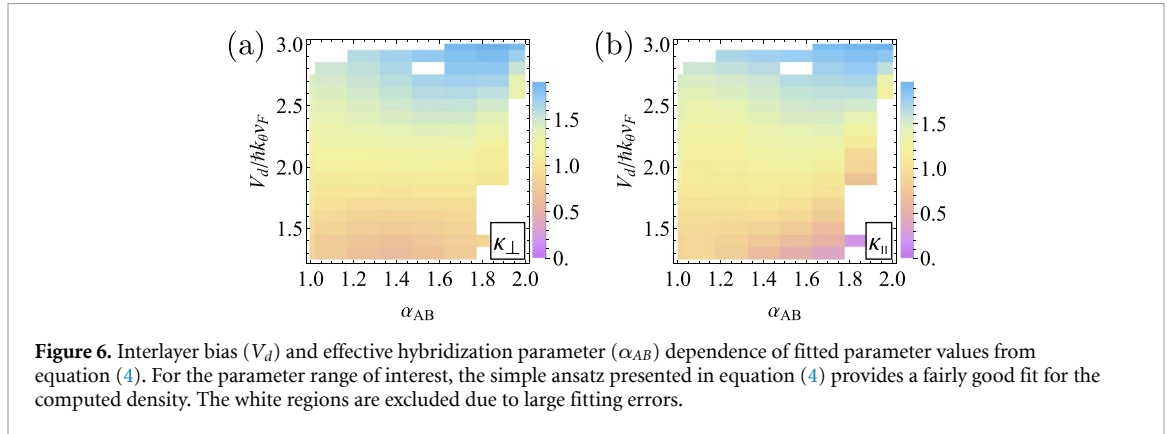 (a)
3.0
2.5
2.0
1.5
V_d/ħk_θv_F
1.0 1.2 1.4 1.6 1.8 2.0
α_AB
κ_⊥
1.5
1.0
0.5
0.
(b)
3.0
2.5
2.0
1.5
V_d/ħk_θv_F
1.0 1.2 1.4 1.6 1.8 2.0
α_AB
κ_∥
1.5
1.0
0.5
0.
Figure 6. Interlayer bias (V_d) and effective hybridization parameter (α_AB) dependence of fitted parameter values from
equation (4). For the parameter range of interest, the simple ansatz presented in equation (4) provides a fairly good fit for the
computed density. The white regions are excluded due to large fitting errors.